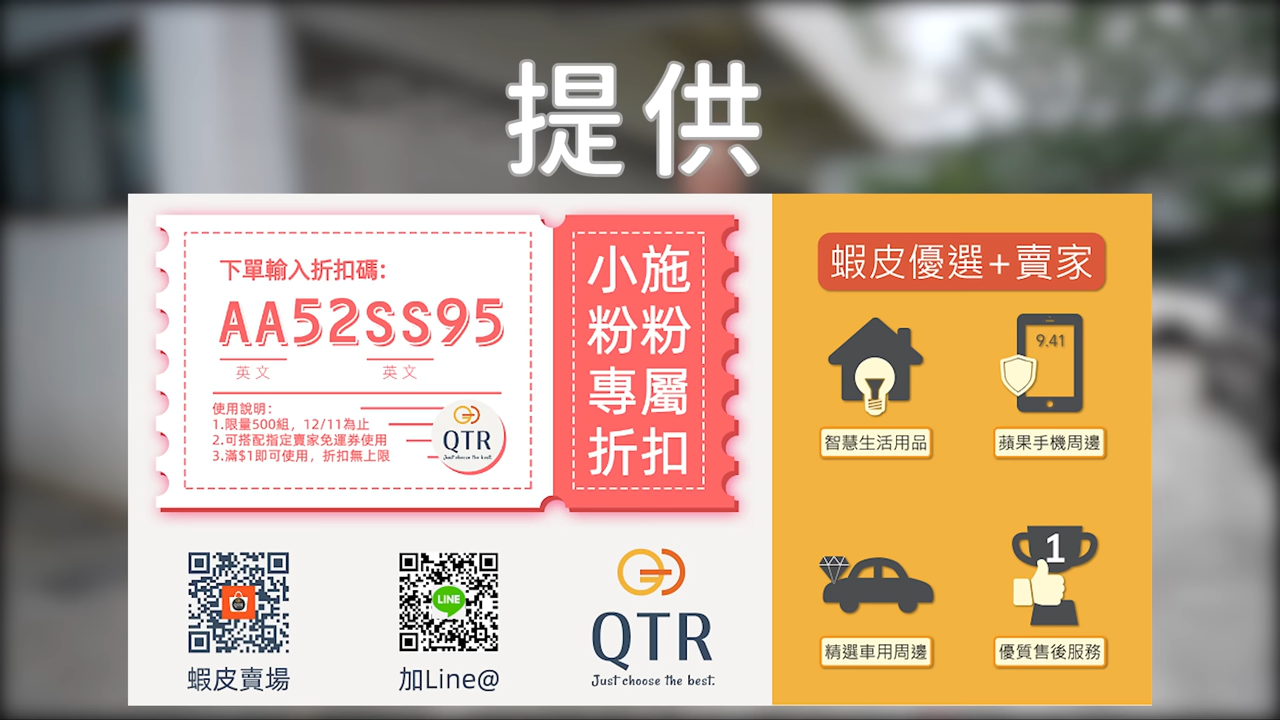 提供
下單輸入折扣碼:
AA52SS95
英文
英文
使用說明:
1.限量500組，12/11為止
2.可搭配指定賣家免運券使用
3.滿$1即可使用，折扣無上限
QTR
Just choose the best.
小施
粉粉
專屬
折扣
蝦皮優選+賣家
9.41
智慧生活用品
蘋果手機周邊
1
精選車用周邊
優質售後服務
LINE
蝦皮賣場
加Line@
QTR
Just choose the best.